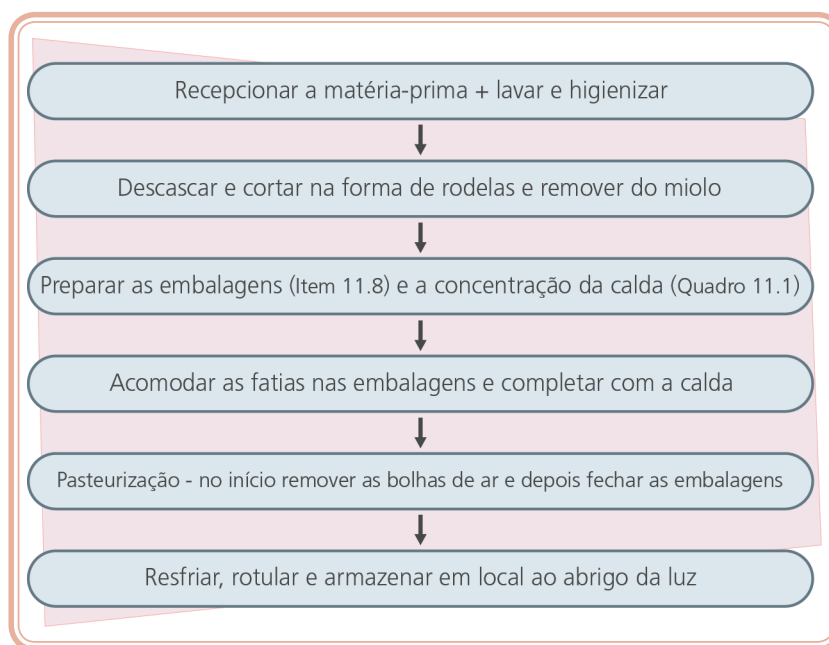 Recepcionar a matéria-prima + lavar e higienizar
Descascar e cortar na forma de rodelas e remover do miolo
Preparar as embalagens (Item 11.8) e a concentração da calda (Quadro 11.1)
Acomodar as fatias nas embalagens e completar com a calda
Pasteurização - no início remover as bolhas de ar e depois fechar as embalagens
Resfriar, rotular e armazenar em local ao abrigo da luz